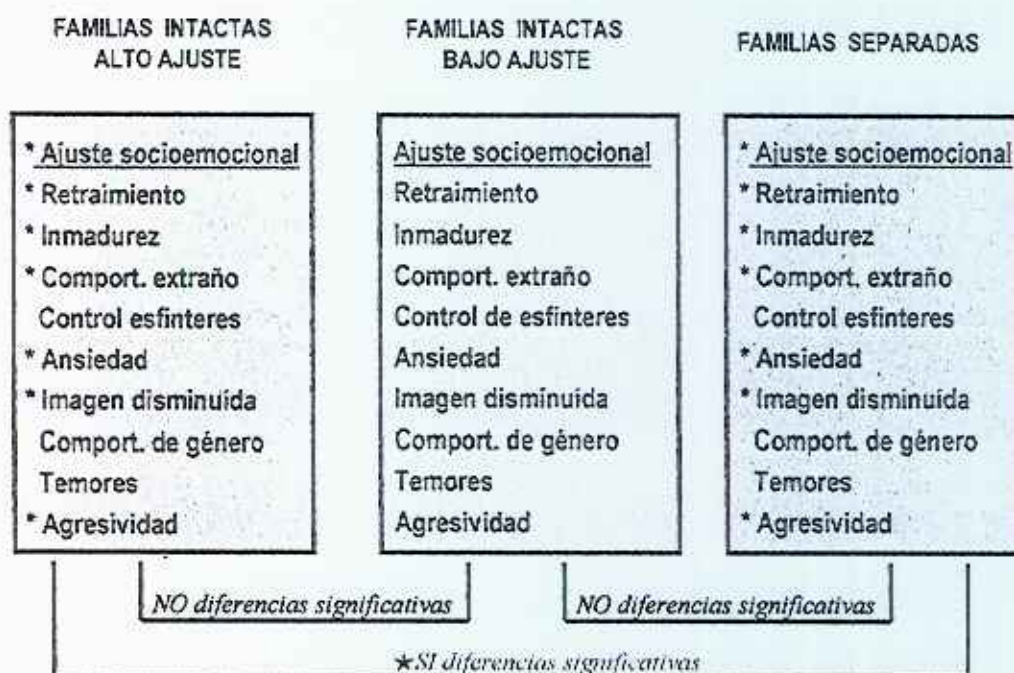 FAMILIAS INTACTAS
ALTO AJUSTE
FAMILIAS INTACTAS
BAJO AJUSTE
FAMILIAS SEPARADAS
* Ajuste socioemocional
* Retraimiento
* Inmadurez
* Comport. extraño
Control esfinteres
* Ansiedad
* Imagen disminuída
Comport. de género
Temores
* Agresividad
Ajuste socioemocional
Retraimiento
Inmadurez
Comport. extraño
Control de esfinteres
Ansiedad
Imagen disminuída
Comport. de género
Temores
Agresividad
* Ajuste socioemocional
* Retraimiento
* Inmadurez
* Comport. extraño
Control esfinteres
* Ansiedad
* Imagen disminuída
Comport. de género
Temores
* Agresividad
NO diferencias significativas
NO diferencias significativas
★SI diferencias significativas